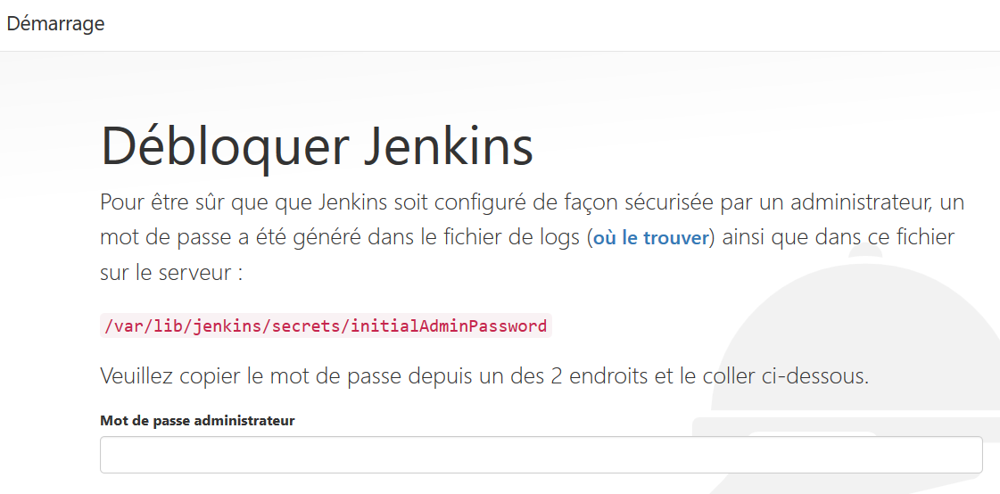 Démarrage
Débloquer Jenkins
Pour être sûr que que Jenkins soit configuré de façon sécurisée par un administrateur, un
mot de passe a été généré dans le fichier de logs (où le trouver) ainsi que dans ce fichier
sur le serveur :
/var/lib/jenkins/secrets/initialAdminPassword
Veuillez copier le mot de passe depuis un des 2 endroits et le coller ci-dessous.
Mot de passe administrateur